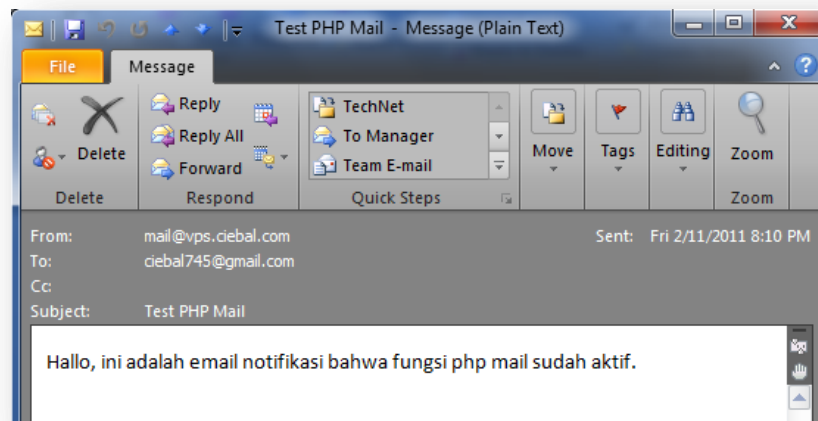 Test PHP Mail - Message (Plain Text)
File Message
Reply
Reply All
Forward
Delete
TechNet
To Manager
Team E-mail
Move
Tags
Editing
Zoom
Delete Respond Quick Steps Zoom
From: mail@vps.ciebal.com Sent: Fri 2/11/2011 8:10 PM
To: ciebal745@gmail.com
Cc:
Subject: Test PHP Mail
Hallo, ini adalah email notifikasi bahwa fungsi php mail sudah aktif.